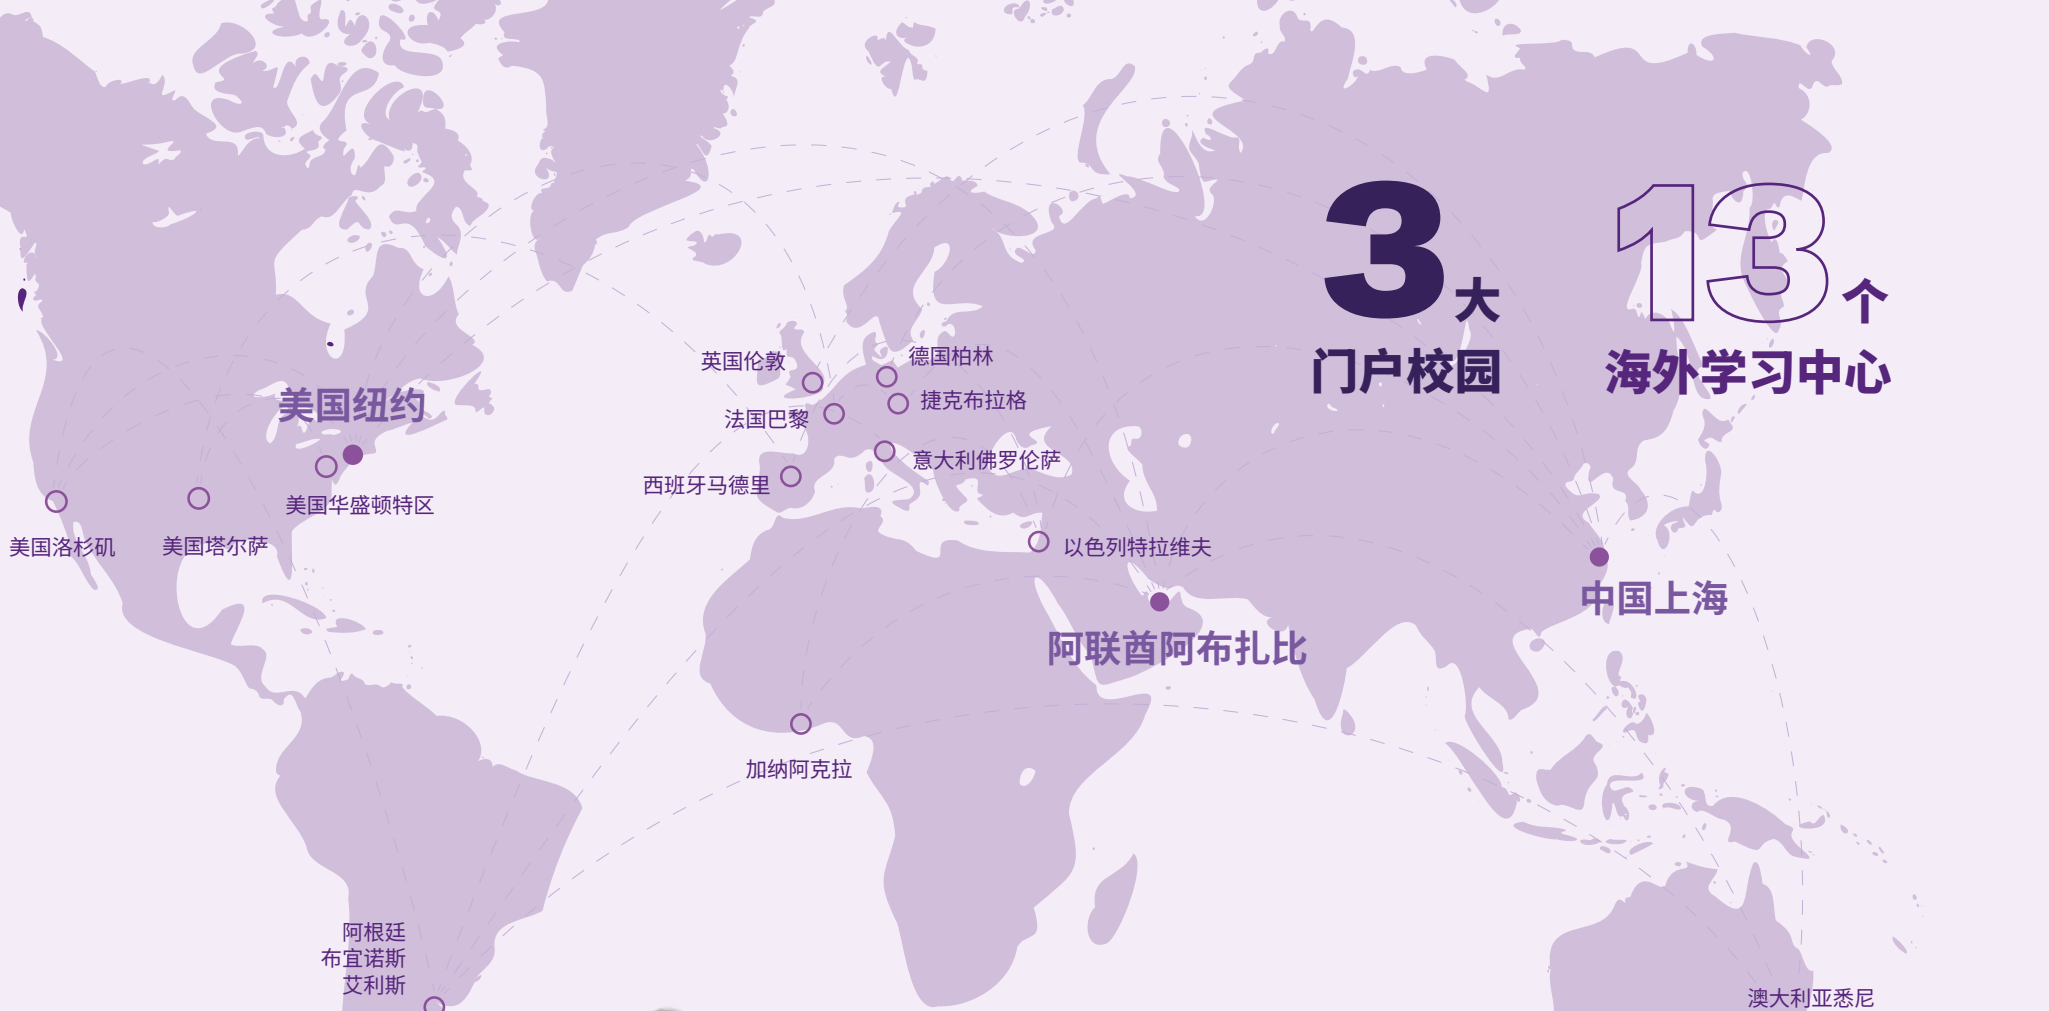 3大
门户校园
13个
海外学习中心
英国伦敦
德国柏林
美国纽约
捷克布拉格
法国巴黎
意大利佛罗伦萨
西班牙马德里
美国华盛顿特区
美国洛杉矶
美国塔尔萨
以色列特拉维夫
中国上海
阿联酋阿布扎比
加纳阿克拉
阿根廷
布宜诺斯
艾利斯
澳大利亚悉尼